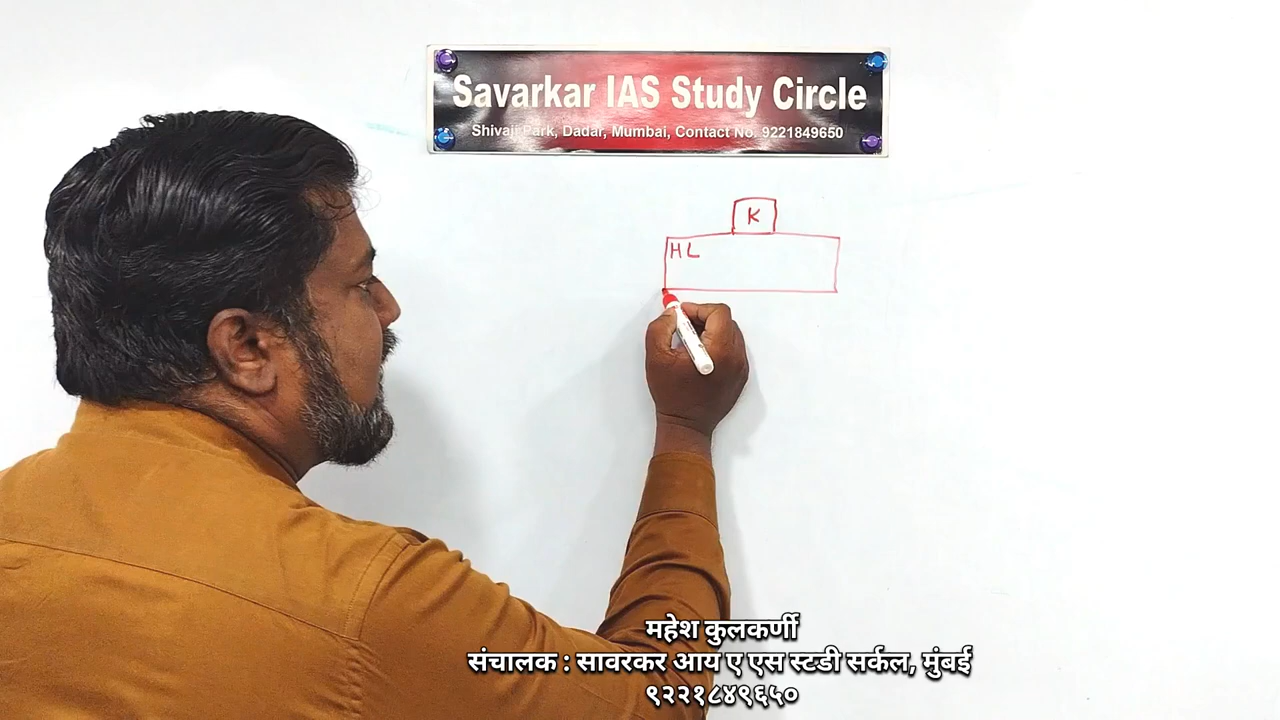 Savarkar IAS Study Circle
Shivaji Park, Dadar, Mumbai, Contact No. 9221849650
K
HL
महेश कुलकर्णी
संचालक : सावरकर आय ए एस स्टडी सर्कल, मुंबई
९२२१८४९६५०